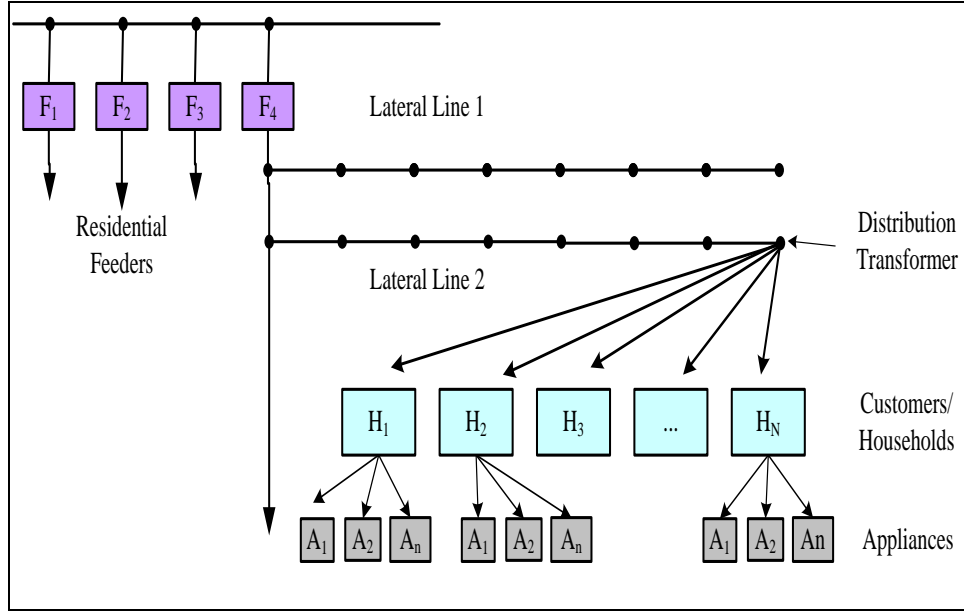 F₁ F₂ F₃ F₄
Lateral Line 1
Residential
Feeders
Distribution
Transformer
Lateral Line 2
H₁ H₂ H₃ ... H_N
Customers/
Households
A₁ A₂ Aₙ A₁ A₂ Aₙ A₁ A₂ An
Appliances